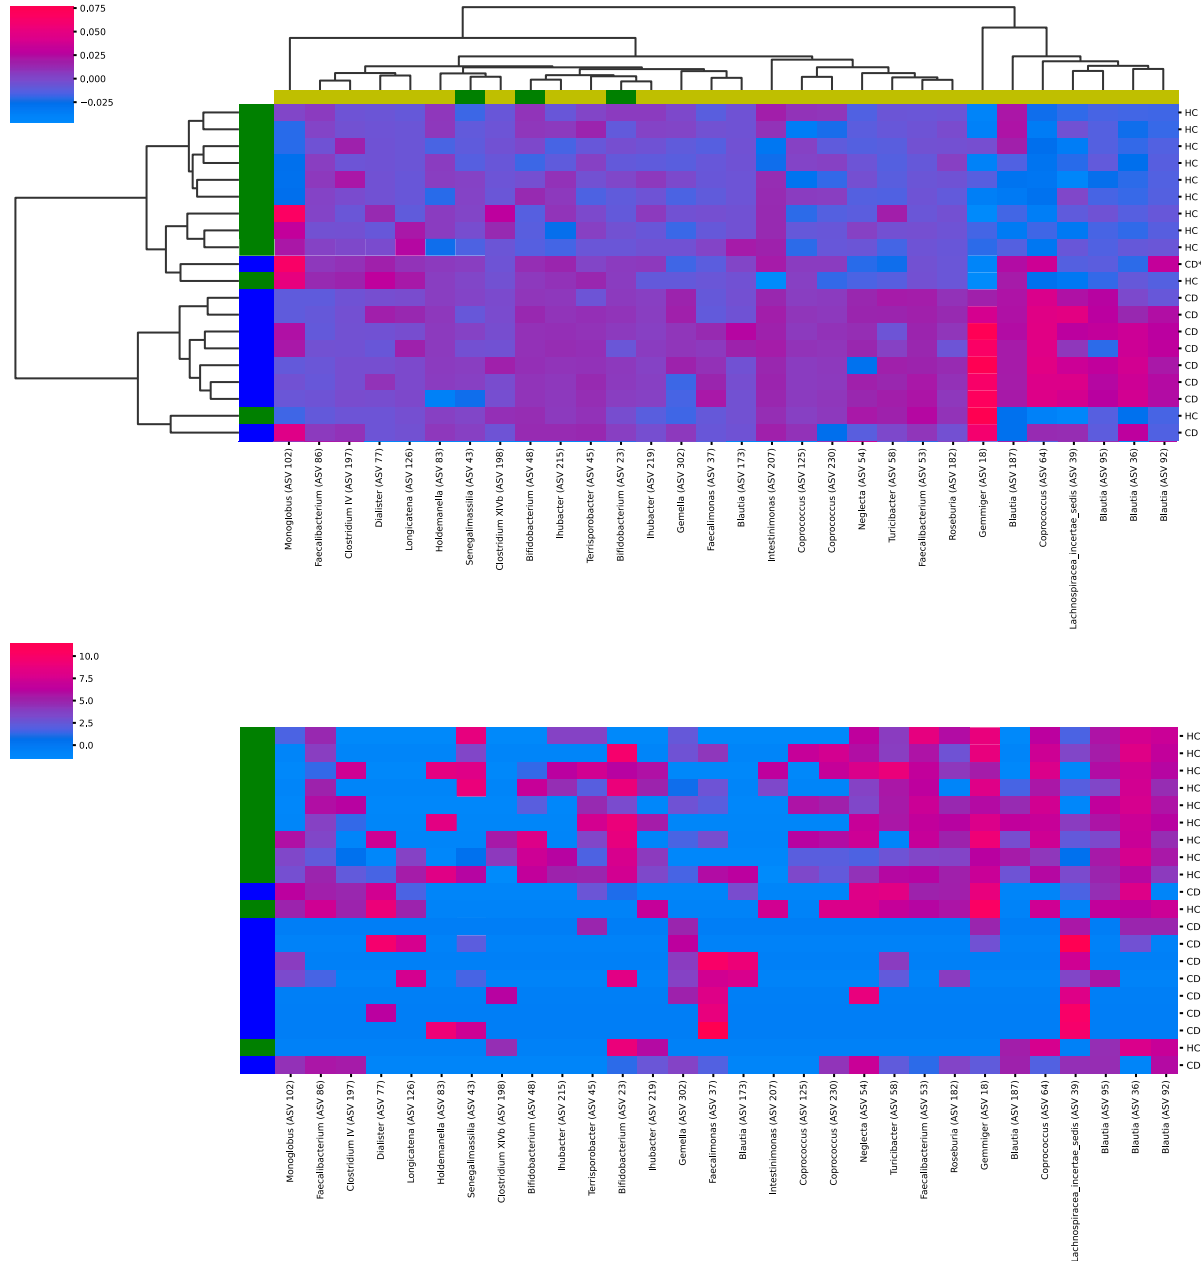 0.075
0.050
0.025
0.000
−0.025
HC
HC
HC
HC
HC
HC
HC
HC
HC
CD*
HC
CD
CD
CD
CD
CD
CD
CD
HC
CD
Monoglobus (ASV 102)
Faecalibacterium (ASV 86)
Clostridium IV (ASV 197)
Dialister (ASV 77)
Longicatena (ASV 126)
Holdemanella (ASV 83)
Senegalimassilia (ASV 43)
Clostridium XIVb (ASV 198)
Bifidobacterium (ASV 48)
Ihubacter (ASV 215)
Terrisporobacter (ASV 45)
Bifidobacterium (ASV 23)
Ihubacter (ASV 219)
Gemella (ASV 302)
Faecalimonas (ASV 37)
Blautia (ASV 173)
Intestinimonas (ASV 207)
Coprococcus (ASV 125)
Coprococcus (ASV 230)
Neglecta (ASV 54)
Turicibacter (ASV 58)
Faecalibacterium (ASV 53)
Roseburia (ASV 182)
Gemmiger (ASV 18)
Blautia (ASV 187)
Coprococcus (ASV 64)
Lachnospiracea_incertae_sedis (ASV 39)
Blautia (ASV 95)
Blautia (ASV 36)
Blautia (ASV 92)
10.0
7.5
5.0
2.5
0.0
HC
HC
HC
HC
HC
HC
HC
HC
HC
CD
HC
CD
CD
CD
CD
CD
CD
CD
HC
CD
Monoglobus (ASV 102)
Faecalibacterium (ASV 86)
Clostridium IV (ASV 197)
Dialister (ASV 77)
Longicatena (ASV 126)
Holdemanella (ASV 83)
Senegalimassilia (ASV 43)
Clostridium XIVb (ASV 198)
Bifidobacterium (ASV 48)
Ihubacter (ASV 215)
Terrisporobacter (ASV 45)
Bifidobacterium (ASV 23)
Ihubacter (ASV 219)
Gemella (ASV 302)
Faecalimonas (ASV 37)
Blautia (ASV 173)
Intestinimonas (ASV 207)
Coprococcus (ASV 125)
Coprococcus (ASV 230)
Neglecta (ASV 54)
Turicibacter (ASV 58)
Faecalibacterium (ASV 53)
Roseburia (ASV 182)
Gemmiger (ASV 18)
Blautia (ASV 187)
Coprococcus (ASV 64)
Lachnospiracea_incertae_sedis (ASV 39)
Blautia (ASV 95)
Blautia (ASV 36)
Blautia (ASV 92)